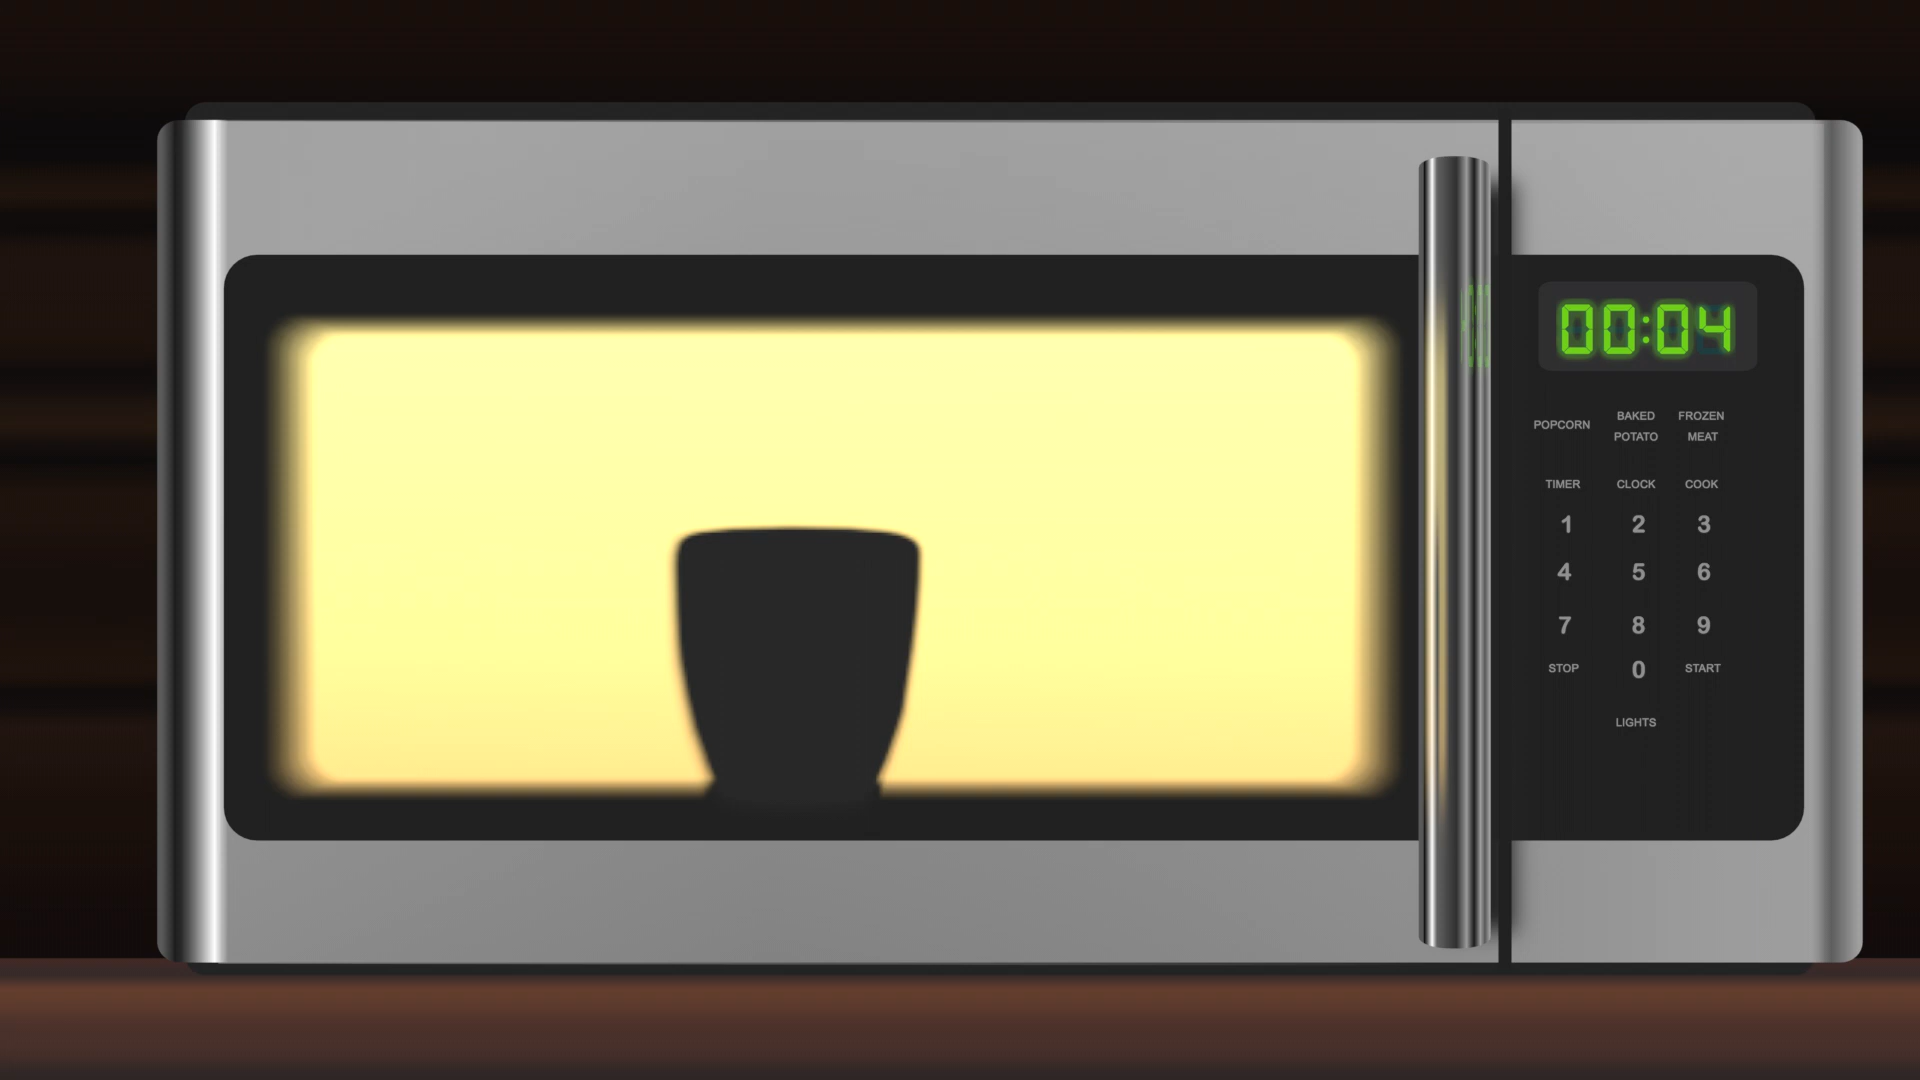 00:04
POPCORN BAKED POTATO FROZEN MEAT
TIMER CLOCK COOK
1 2 3
4 5 6
7 8 9
STOP 0 START
LIGHTS